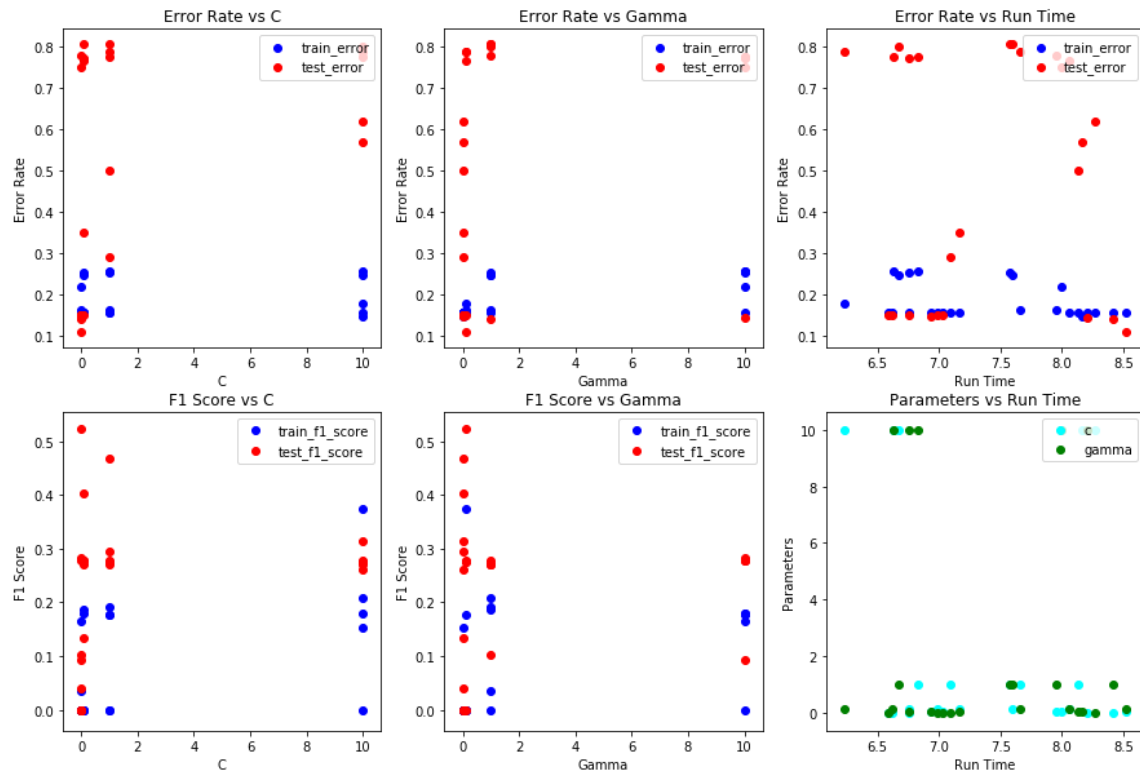 Error Rate vs C
Error Rate vs Gamma
Error Rate vs Run Time
train_error
test_error
train_error
test_error
train_error
test_error
0.8
0.7
0.6
0.5
0.4
0.3
0.2
0.1
Error Rate
0.8
0.7
0.6
0.5
0.4
0.3
0.2
0.1
Error Rate
0.8
0.7
0.6
0.5
0.4
0.3
0.2
0.1
Error Rate
0 2 4 6 8 10
0 2 4 6 8 10
6.5 7.0 7.5 8.0 8.5
C
Gamma
Run Time
F1 Score vs C
F1 Score vs Gamma
Parameters vs Run Time
train_f1_score
test_f1_score
train_f1_score
test_f1_score
c
gamma
0.5
0.4
0.3
0.2
0.1
0.0
F1 Score
0.5
0.4
0.3
0.2
0.1
0.0
F1 Score
10
8
6
4
2
0
Parameters
0 2 4 6 8 10
0 2 4 6 8 10
6.5 7.0 7.5 8.0 8.5
C
Gamma
Run Time